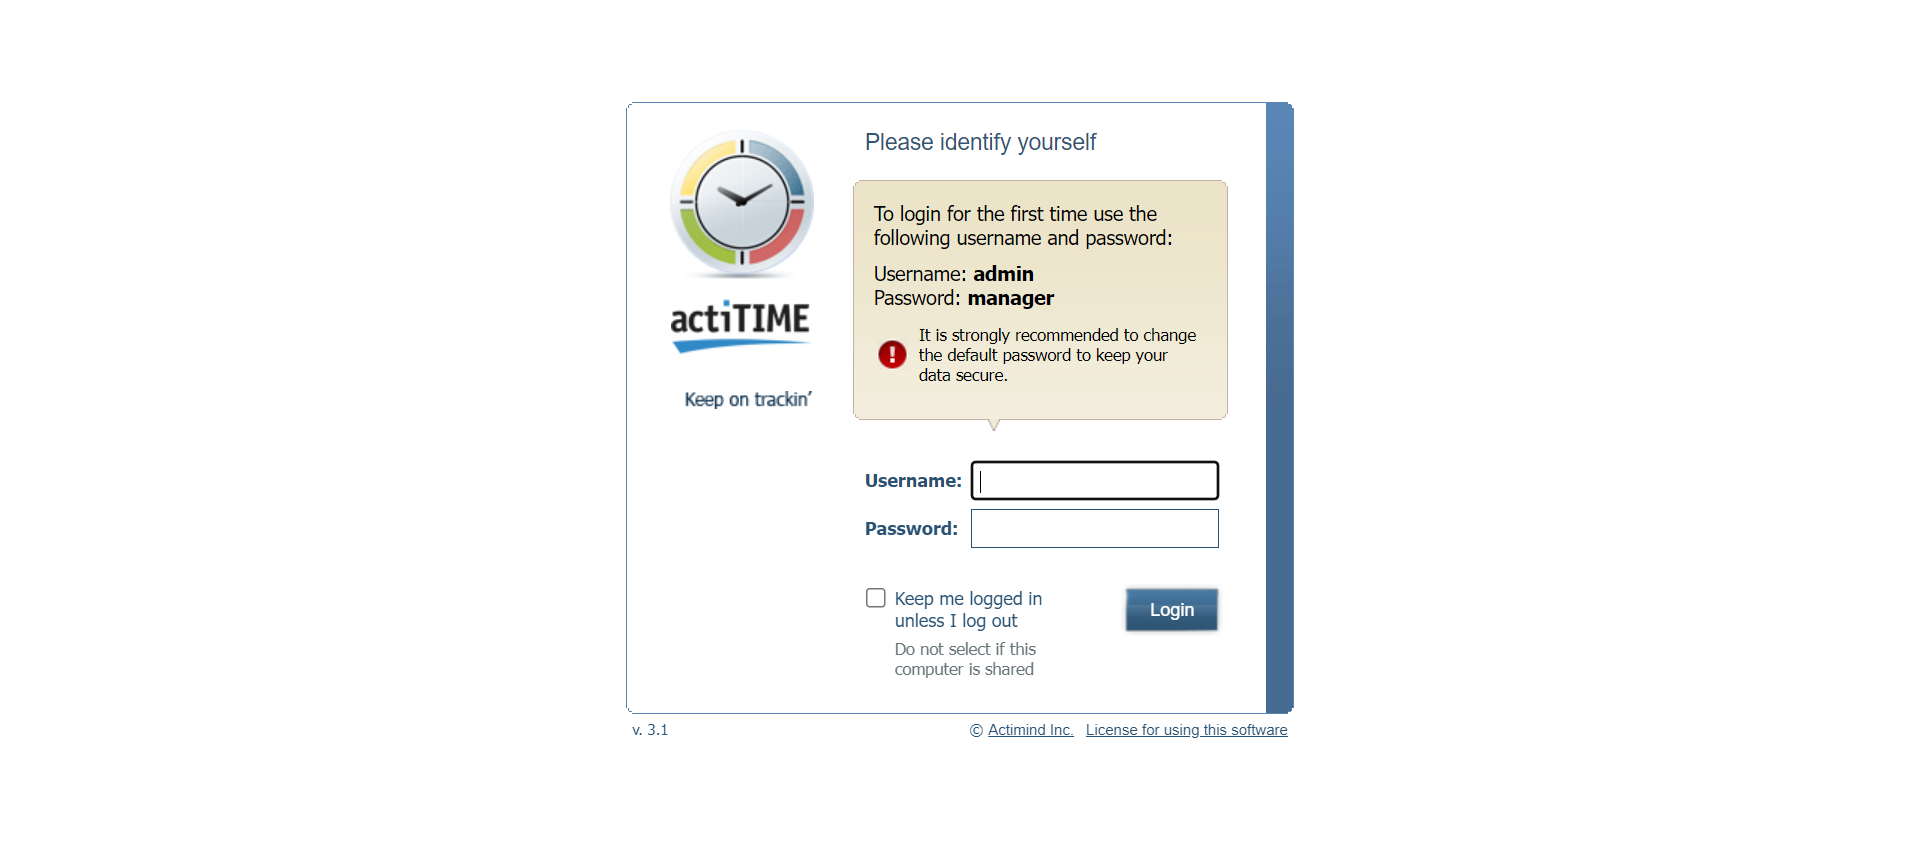 Please identify yourself
To login for the first time use the
following username and password:
Username: admin
Password: manager
It is strongly recommended to change
the default password to keep your
data secure.
actiTIME
Keep on trackin’
Username:
Password:
Keep me logged in
unless I log out
Do not select if this
computer is shared
Login
v. 3.1
© Actimind Inc. License for using this software